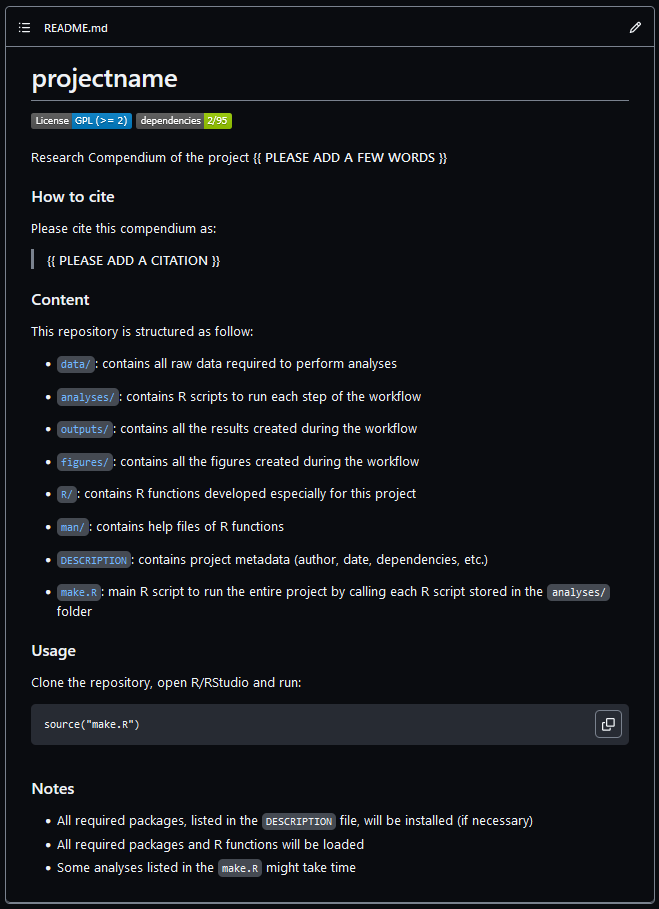 README.md
projectname
License GPL (>= 2) dependencies 2/95
Research Compendium of the project {{ PLEASE ADD A FEW WORDS }}
How to cite
Please cite this compendium as:
{{ PLEASE ADD A CITATION }}
Content
This repository is structured as follow:
data/: contains all raw data required to perform analyses
analyses/: contains R scripts to run each step of the workflow
outputs/: contains all the results created during the workflow
figures/: contains all the figures created during the workflow
R/: contains R functions developed especially for this project
man/: contains help files of R functions
DESCRIPTION: contains project metadata (author, date, dependencies, etc.)
make.R: main R script to run the entire project by calling each R script stored in the analyses/
folder
Usage
Clone the repository, open R/RStudio and run:
source("make.R")
Notes
All required packages, listed in the DESCRIPTION file, will be installed (if necessary)
All required packages and R functions will be loaded
Some analyses listed in the make.R might take time